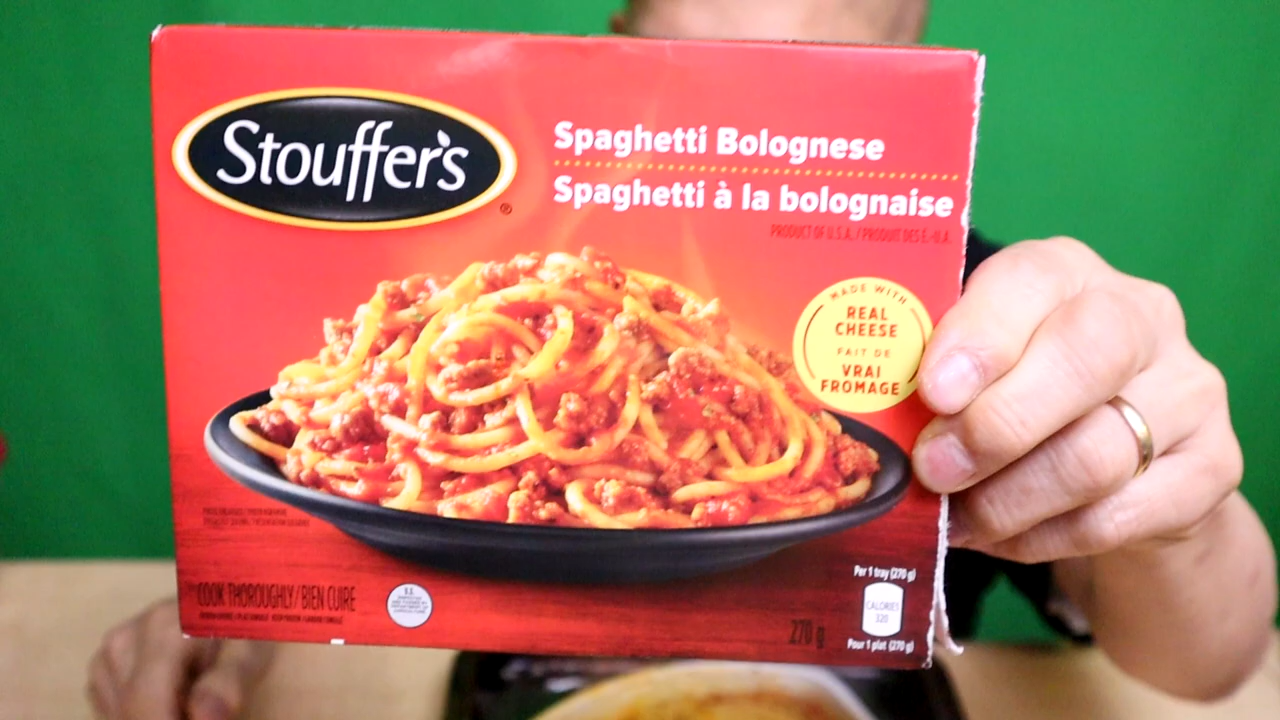 Stouffer's
Spaghetti Bolognese
Spaghetti à la bolognaise
PRODUCT OF U.S.A. / PRODUIT DES É.-U.A.
MADE WITH
REAL
CHEESE
FAIT DE
VRAI
FROMAGE
COOK THOROUGHLY / BIEN CUIRE
270 g
Per 1 tray (270 g)
CALORIES
320
Pour 1 plat (270 g)